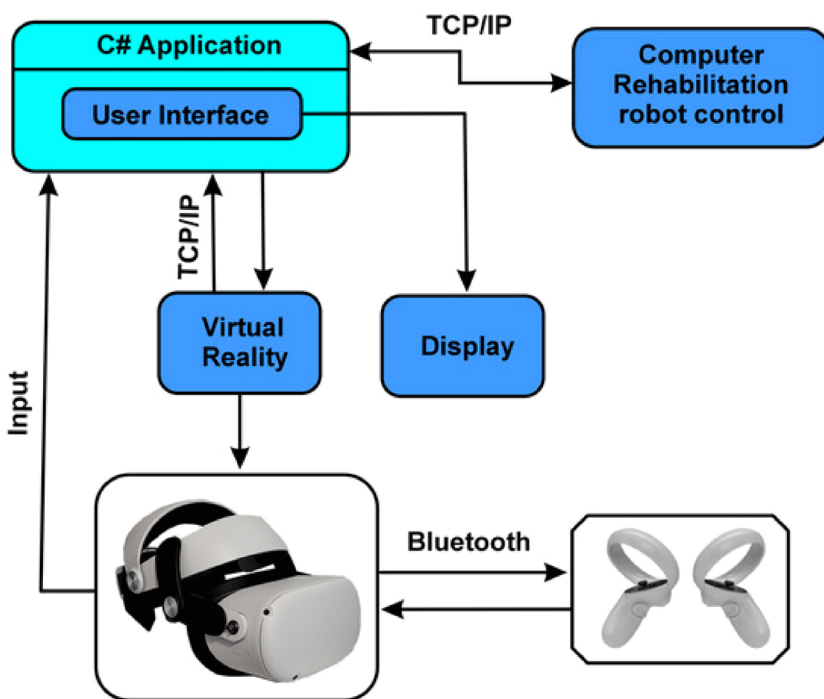 TCP/IP
C# Application
User Interface
Computer
Rehabilitation
robot control
TCP/IP
Virtual
Reality
Display
Input
Bluetooth